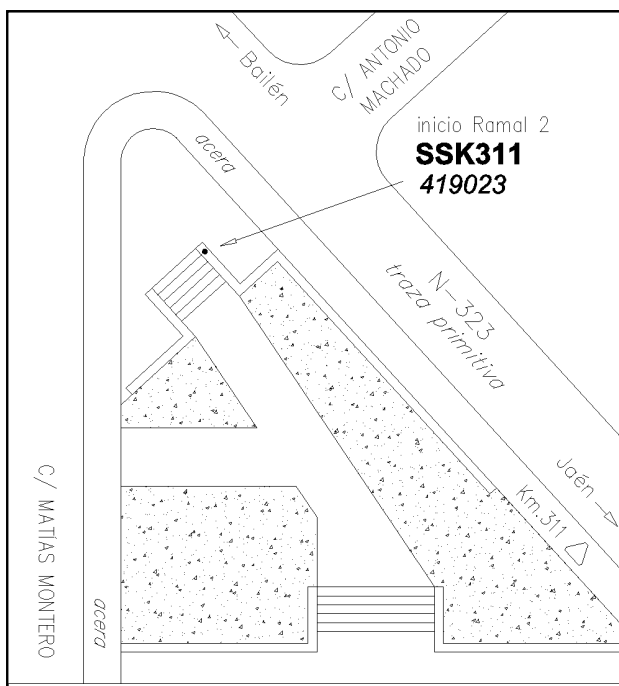 ← Bailén
C/ ANTONIO
MACHADO
acera
inicio Ramal 2
SSK311
419023
N-323
traza primitiva
Jaén →
Km.311
C/ MATÍAS MONTERO
acera